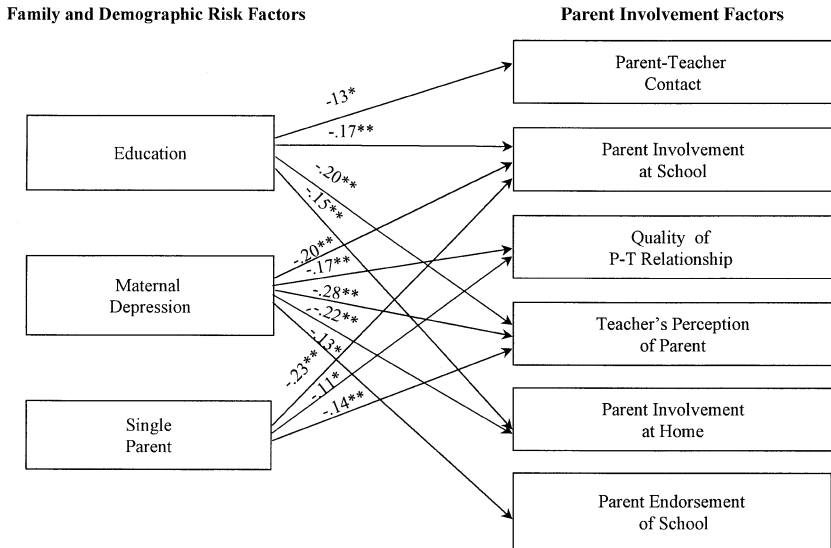 Family and Demographic Risk Factors
Parent Involvement Factors
Parent-Teacher
Contact
-13*
-.17**
Education
Parent Involvement
at School
-.20**
-.15**
Quality of
P-T Relationship
-.20**
-.17**
Maternal
Depression
-.28**
--.22**
-.13*
Teacher's Perception
of Parent
-.23**
-.11*
-.14**
Single
Parent
Parent Involvement
at Home
Parent Endorsement
of School